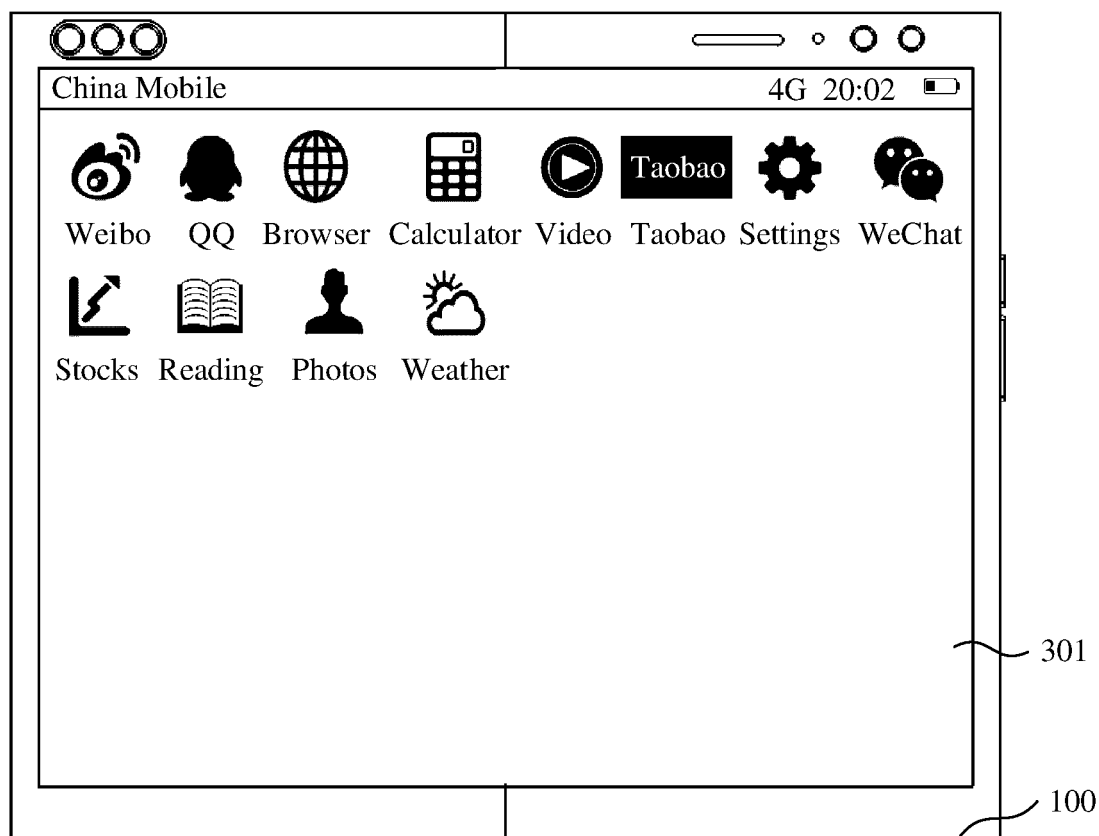 China Mobile 4G 20:02
Taobao
Weibo QQ Browser Calculator Video Taobao Settings WeChat
Stocks Reading Photos Weather
301
100